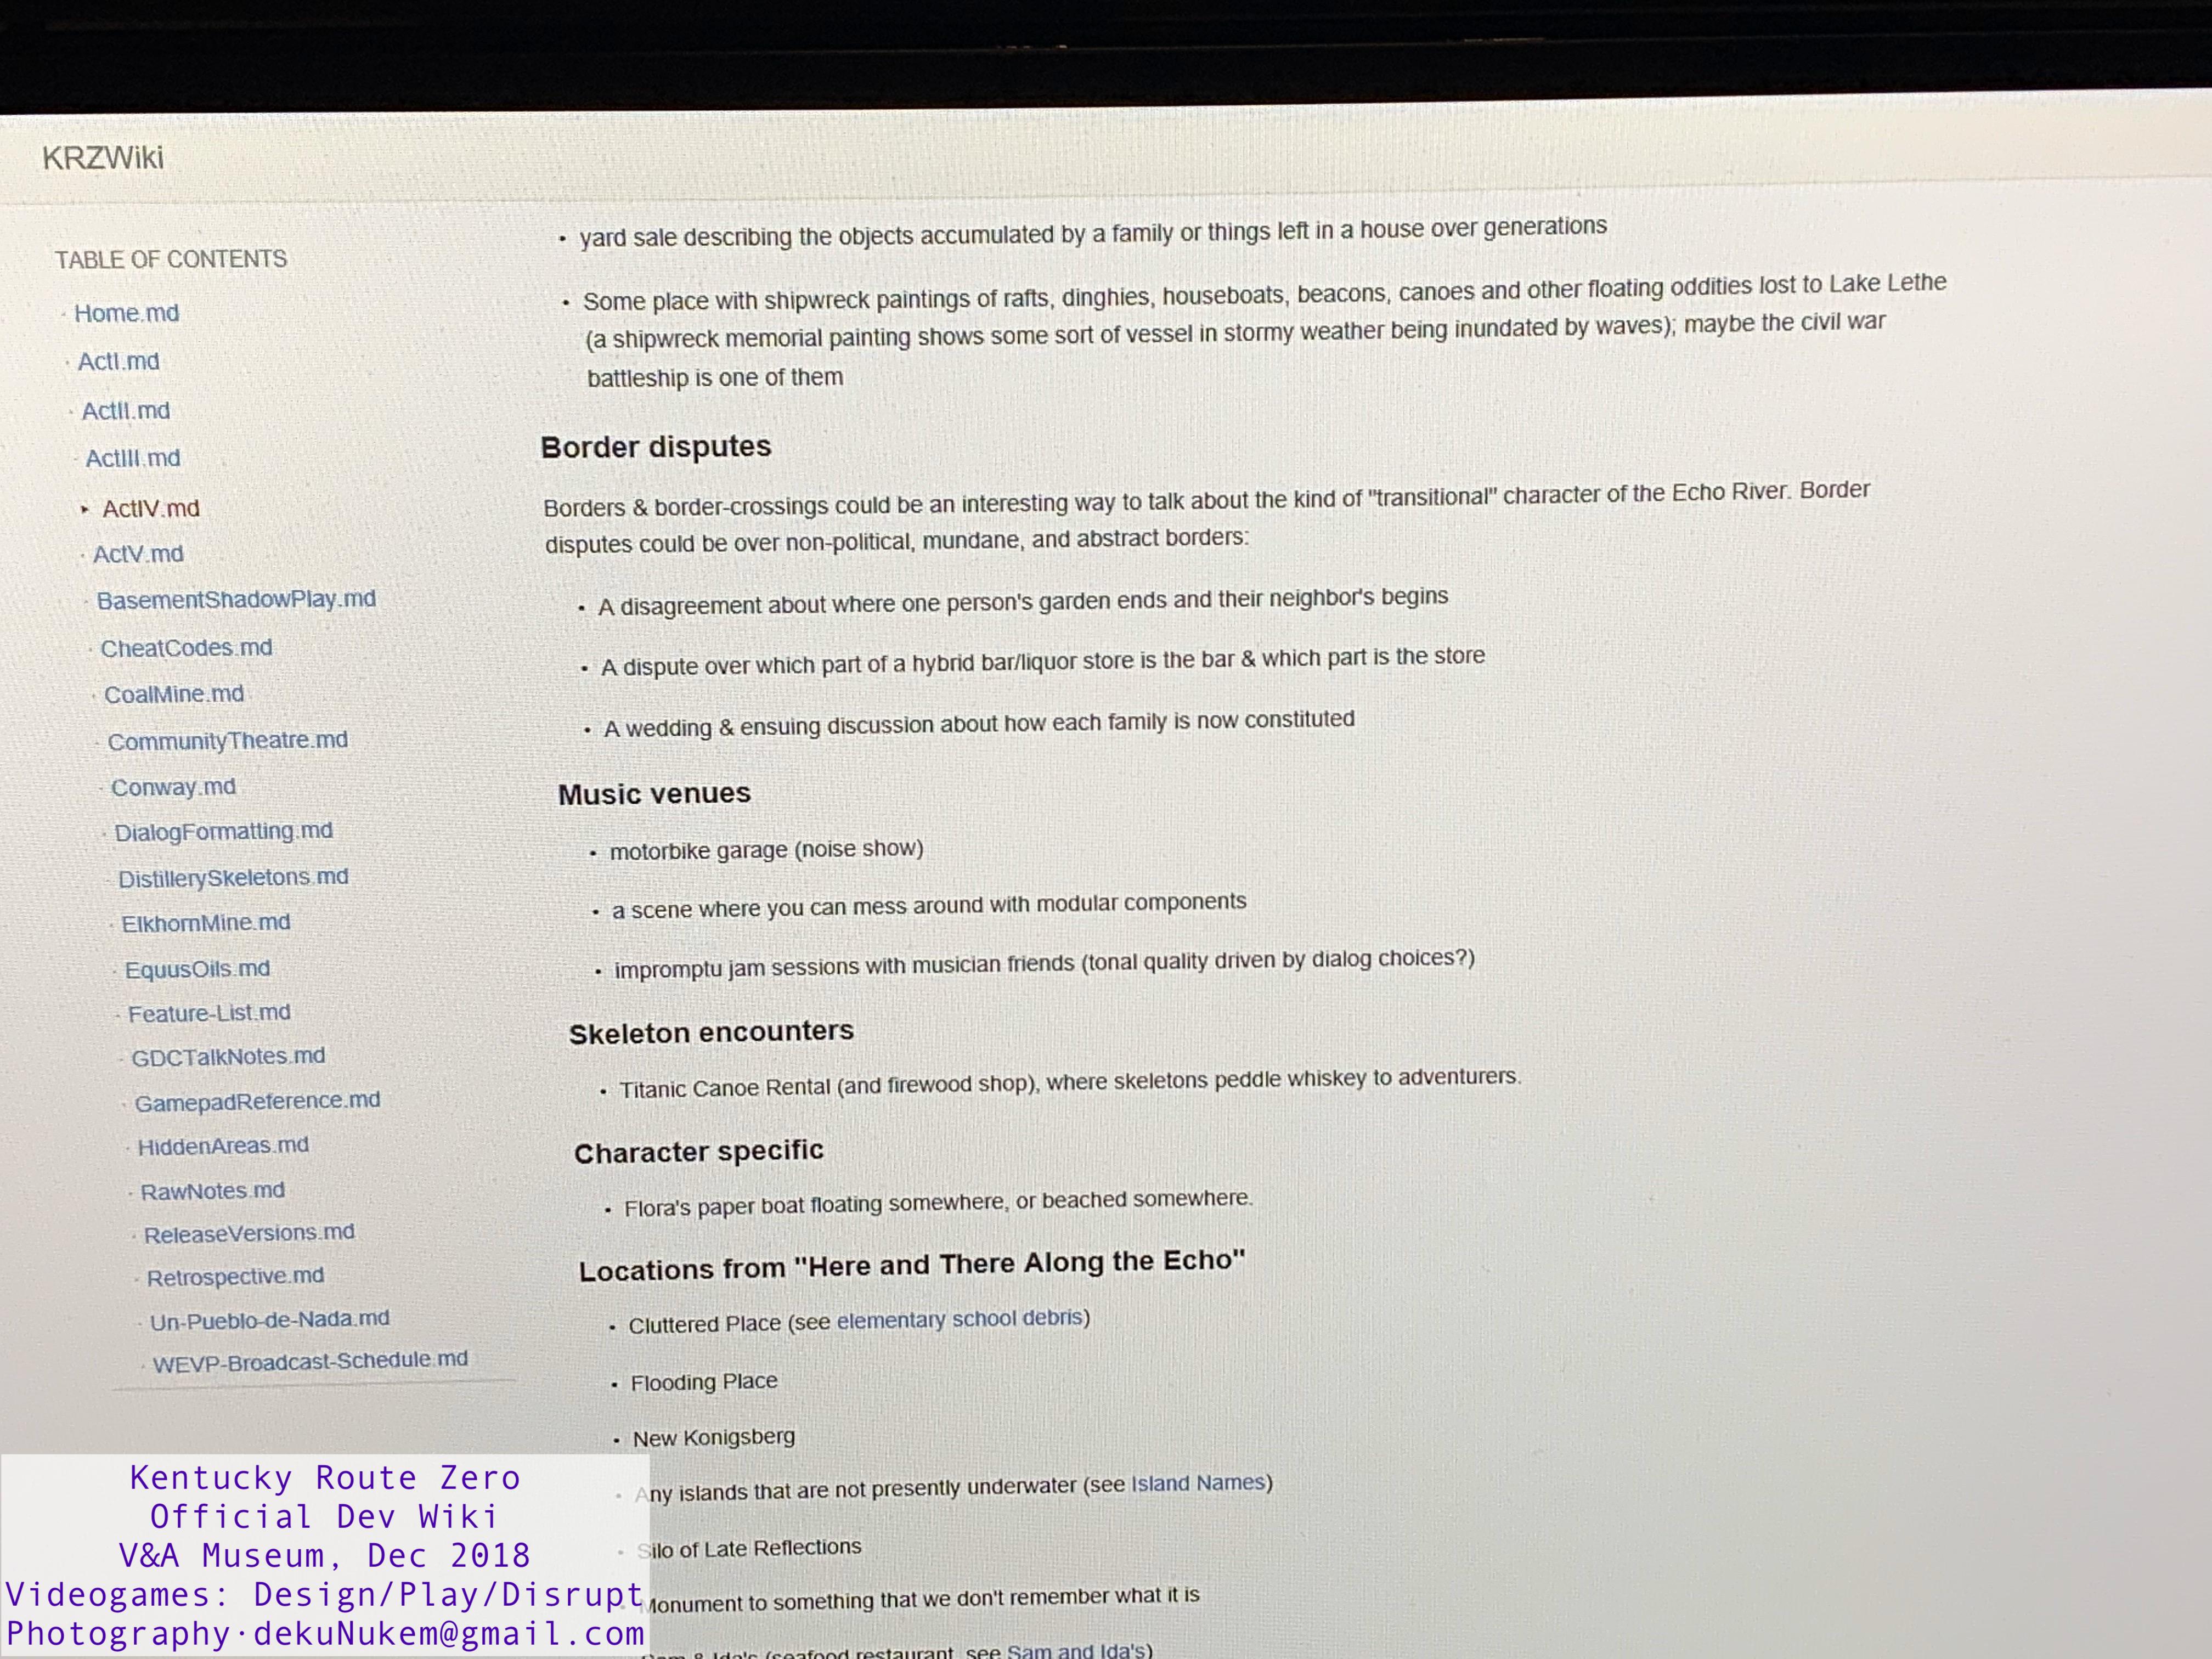 KRZWiki
TABLE OF CONTENTS
Home.md
ActI.md
ActII.md
ActIII.md
ActIV.md
ActV.md
BasementShadowPlay.md
CheatCodes.md
CoalMine.md
CommunityTheatre.md
Conway.md
DialogFormatting.md
DistillerySkeletons.md
ElkhornMine.md
EquusOils.md
Feature-List.md
GDCTalkNotes.md
GamepadReference.md
HiddenAreas.md
RawNotes.md
ReleaseVersions.md
Retrospective.md
Un-Pueblo-de-Nada.md
WEVP-Broadcast-Schedule.md
• yard sale describing the objects accumulated by a family or things left in a house over generations
• Some place with shipwreck paintings of rafts, dinghies, houseboats, beacons, canoes and other floating oddities lost to Lake Lethe
(a shipwreck memorial painting shows some sort of vessel in stormy weather being inundated by waves); maybe the civil war
battleship is one of them
Border disputes
Borders & border-crossings could be an interesting way to talk about the kind of "transitional" character of the Echo River. Border
disputes could be over non-political, mundane, and abstract borders:
• A disagreement about where one person's garden ends and their neighbor's begins
• A dispute over which part of a hybrid bar/liquor store is the bar & which part is the store
• A wedding & ensuing discussion about how each family is now constituted
Music venues
• motorbike garage (noise show)
• a scene where you can mess around with modular components
• impromptu jam sessions with musician friends (tonal quality driven by dialog choices?)
Skeleton encounters
• Titanic Canoe Rental (and firewood shop), where skeletons peddle whiskey to adventurers.
Character specific
• Flora's paper boat floating somewhere, or beached somewhere.
Locations from "Here and There Along the Echo"
• Cluttered Place (see elementary school debris)
• Flooding Place
• New Konigsberg
• Any islands that are not presently underwater (see Island Names)
• Silo of Late Reflections
Monument to something that we don't remember what it is
& Ida's (seafood restaurant, see Sam and Ida's)
Kentucky Route Zero
Official Dev Wiki
V&A Museum, Dec 2018
Videogames: Design/Play/Disrupt
Photography·dekuNukem@gmail.com